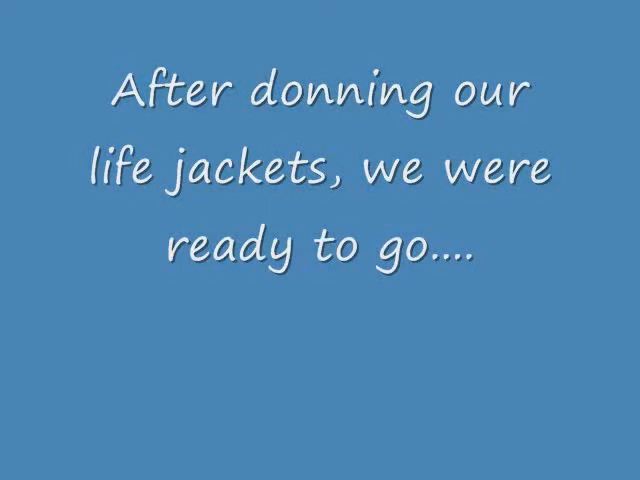 After donning our
life jackets, we were
ready to go....